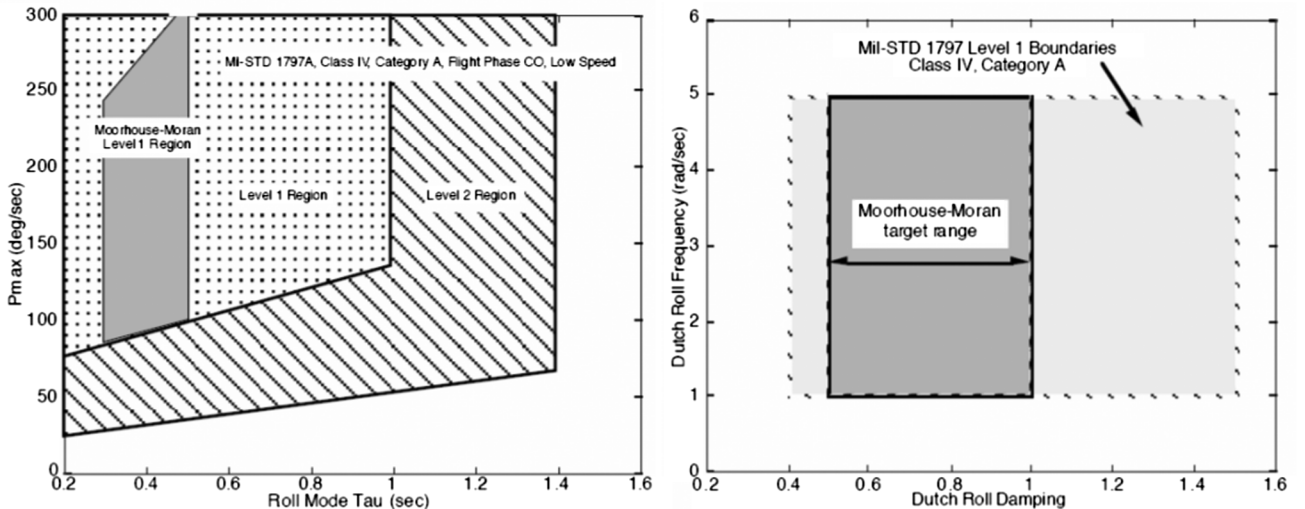 300
250
200
150
100
50
0
Pmax (deg/sec)
Mil-STD 1797A, Class IV, Category A, Flight Phase CO, Low Speed
Moorhouse-Moran
Level 1 Region
Level 1 Region
Level 2 Region
0.2 0.4 0.6 0.8 1 1.2 1.4 1.6
Roll Mode Tau (sec)
6
5
4
3
2
1
0
Dutch Roll Frequency (rad/sec)
Mil-STD 1797 Level 1 Boundaries
Class IV, Category A
Moorhouse-Moran
target range
0.2 0.4 0.6 0.8 1 1.2 1.4 1.6
Dutch Roll Damping